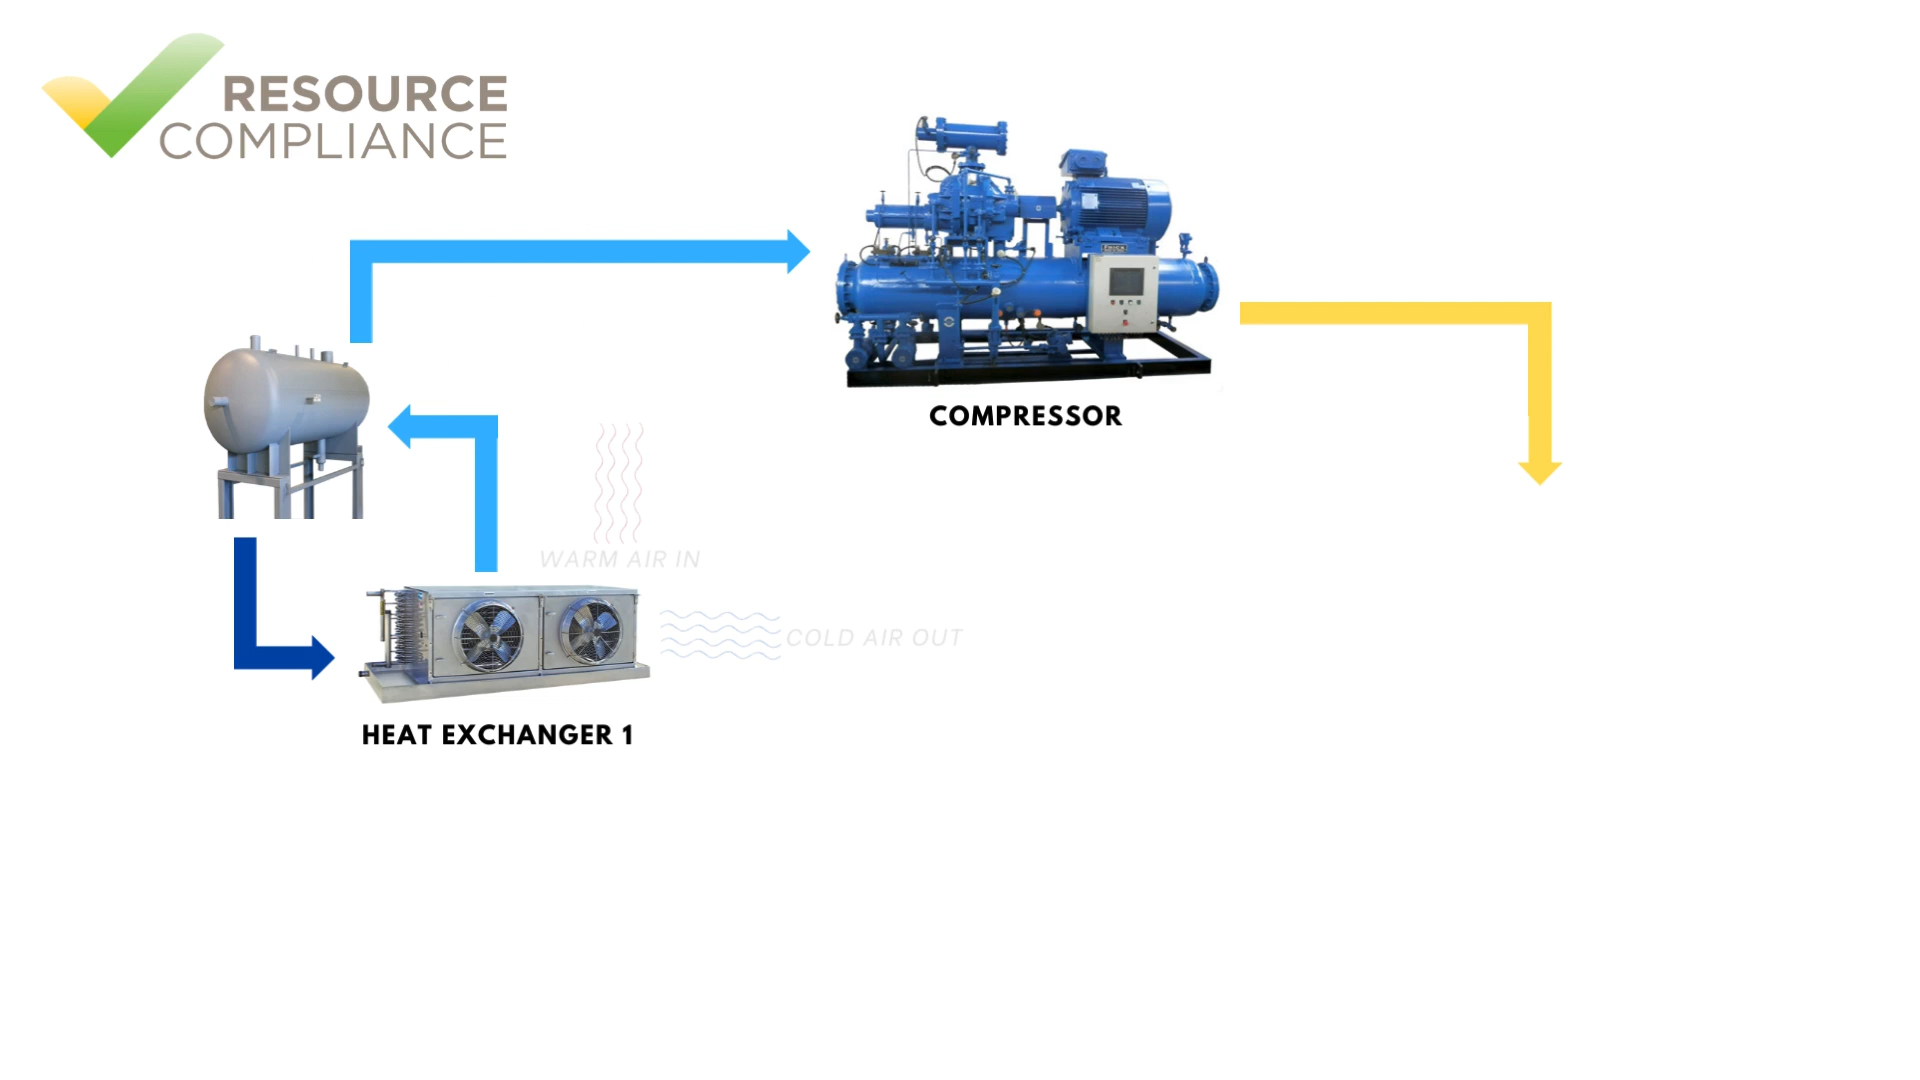 RESOURCE
COMPLIANCE
COMPRESSOR
WARM AIR IN
COLD AIR OUT
HEAT EXCHANGER 1